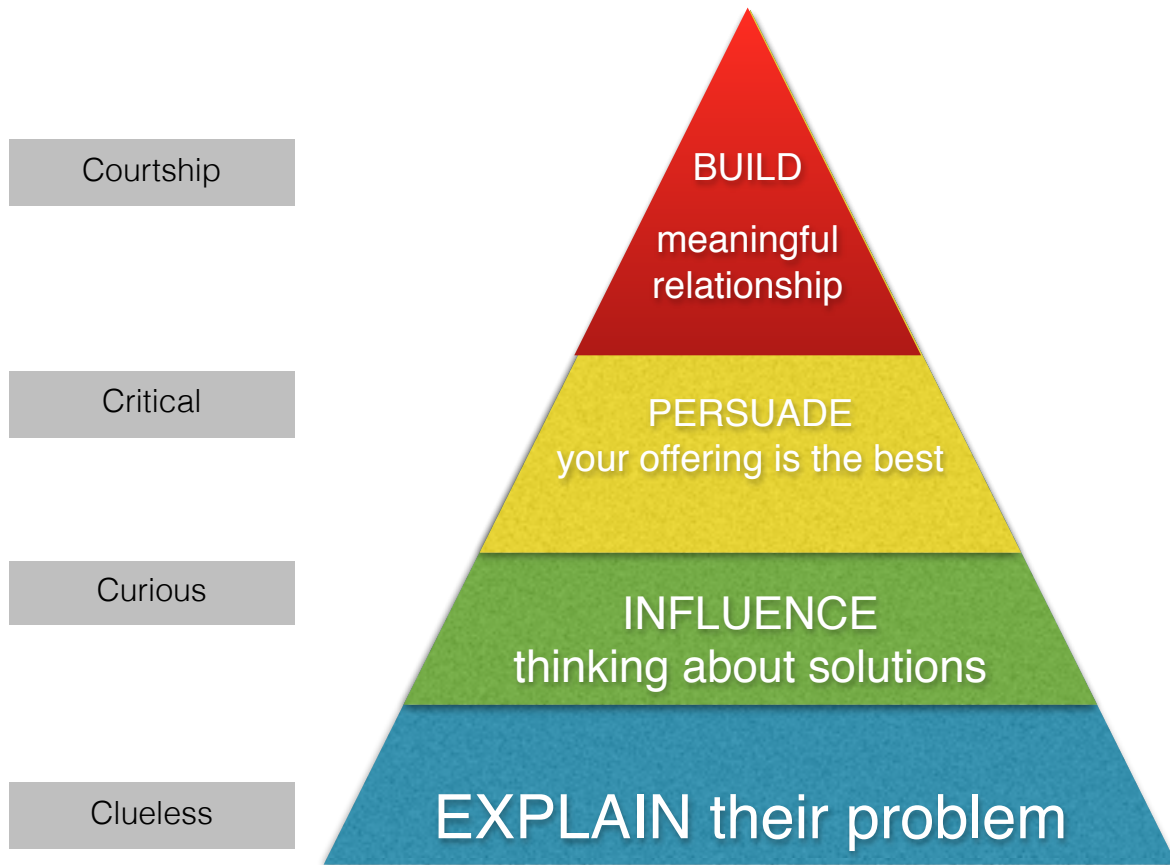 Courtship
BUILD
meaningful
relationship
Critical
PERSUADE
your offering is the best
Curious
INFLUENCE
thinking about solutions
Clueless
EXPLAIN their problem